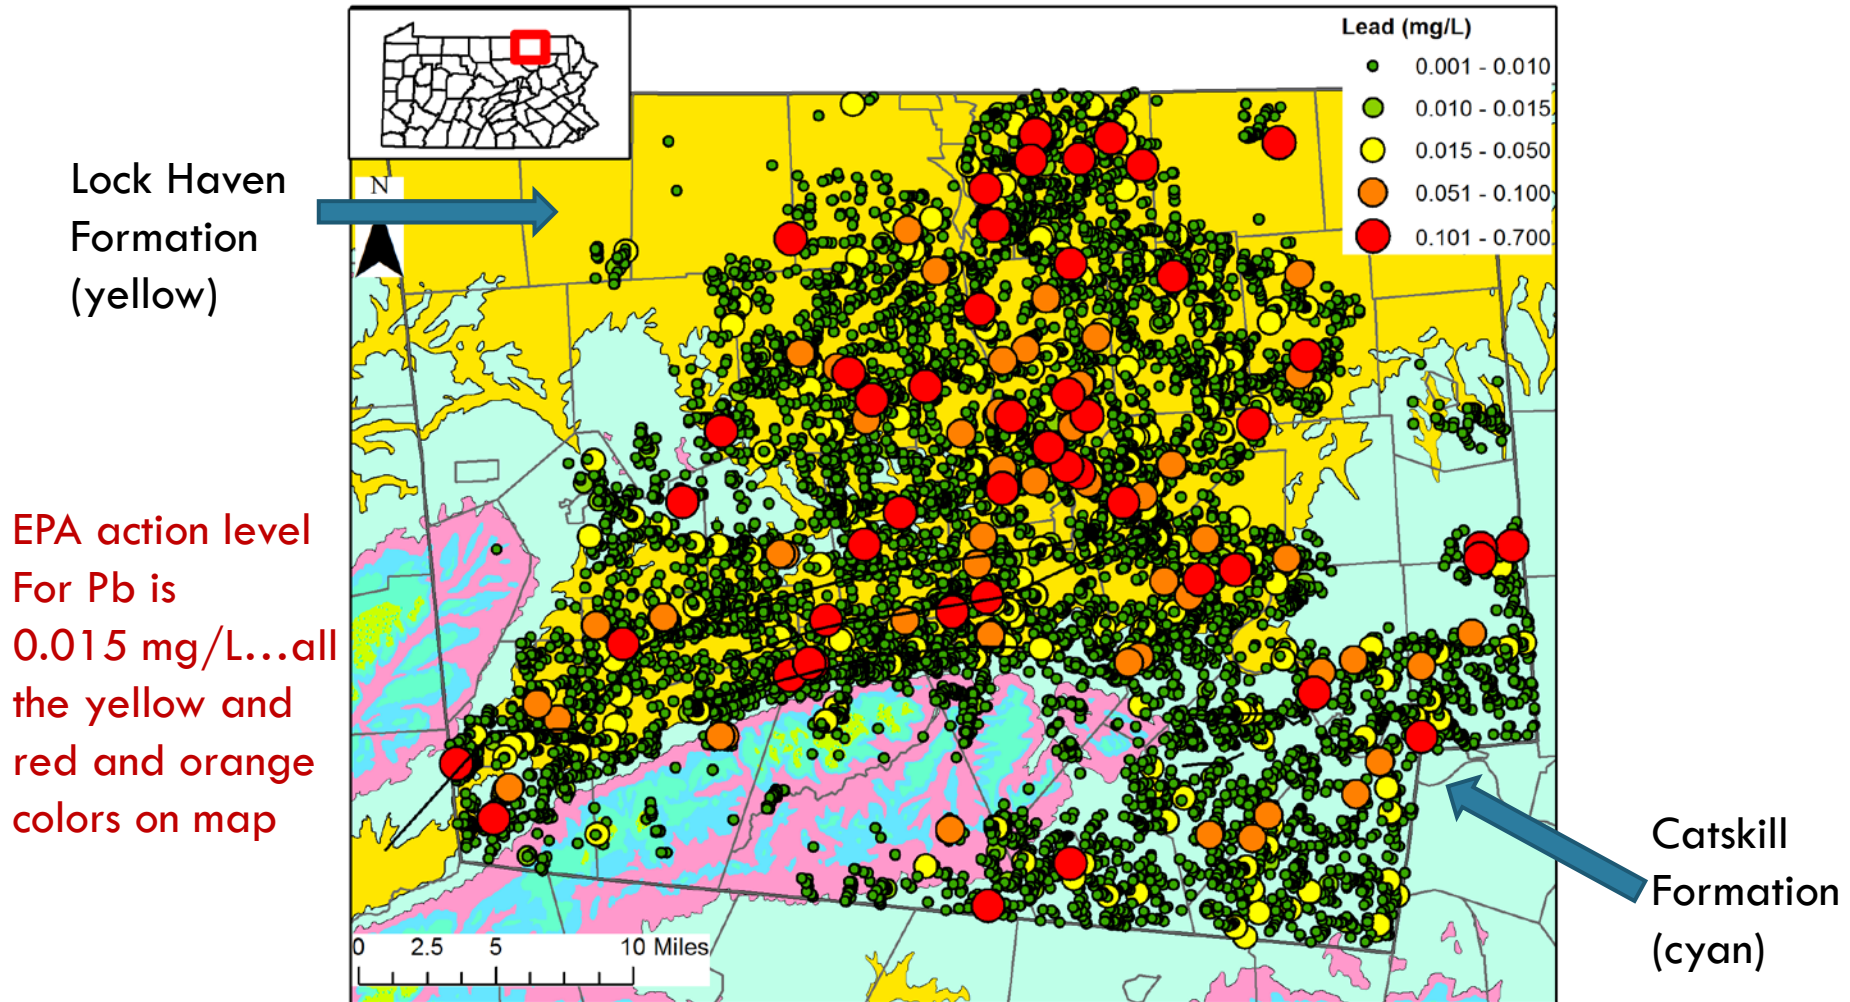 Lead (mg/L)
0.001 - 0.010
0.010 - 0.015
0.015 - 0.050
0.051 - 0.100
0.101 - 0.700
N
Lock Haven
Formation
(yellow)
EPA action level
For Pb is
0.015 mg/L...all
the yellow and
red and orange
colors on map
Catskill
Formation
(cyan)
0 2.5 5 10 Miles